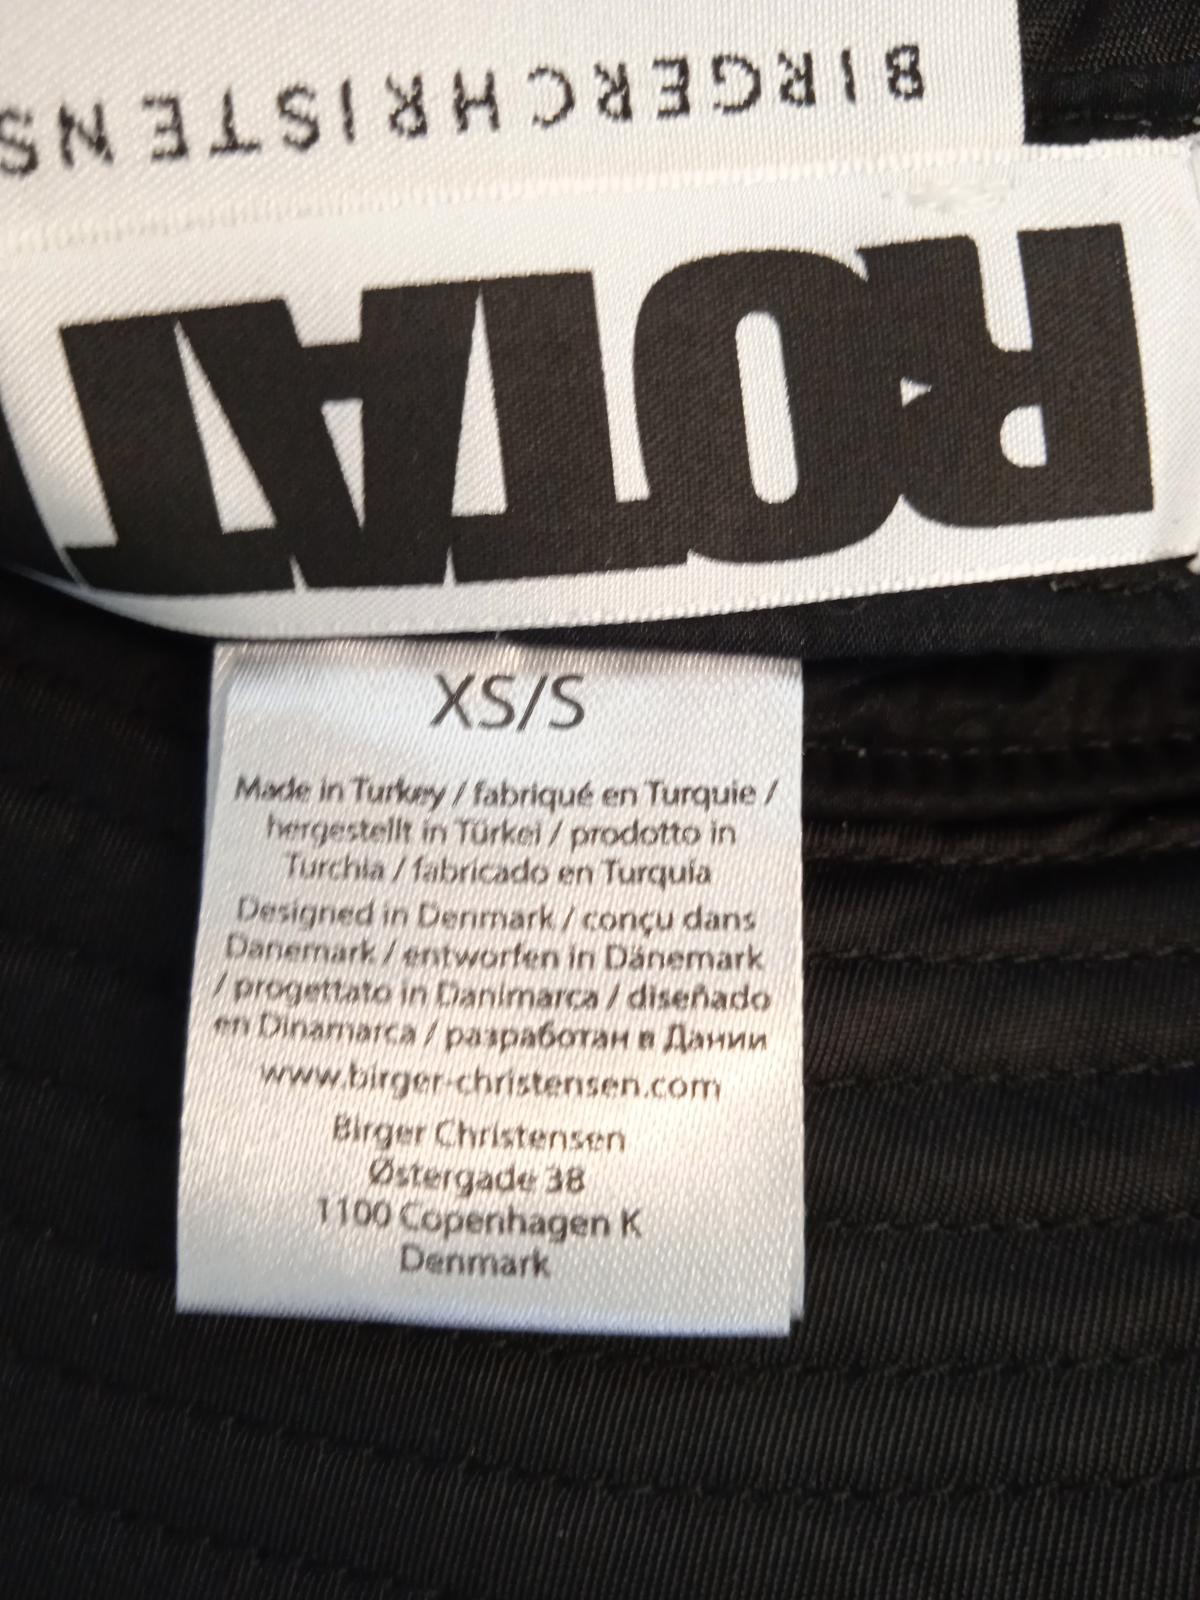 BIRGERCHRISTENS
ROTAT
XS/S
Made in Turkey / fabriqué en Turquie /
hergestellt in Türkei / prodotto in
Turchia / fabricado en Turquía
Designed in Denmark / conçu dans
Danemark / entworfen in Dänemark
/ progettato in Danimarca / diseñado
en Dinamarca / разработан в Дании
www.birger-christensen.com
Birger Christensen
Østergade 38
1100 Copenhagen K
Denmark